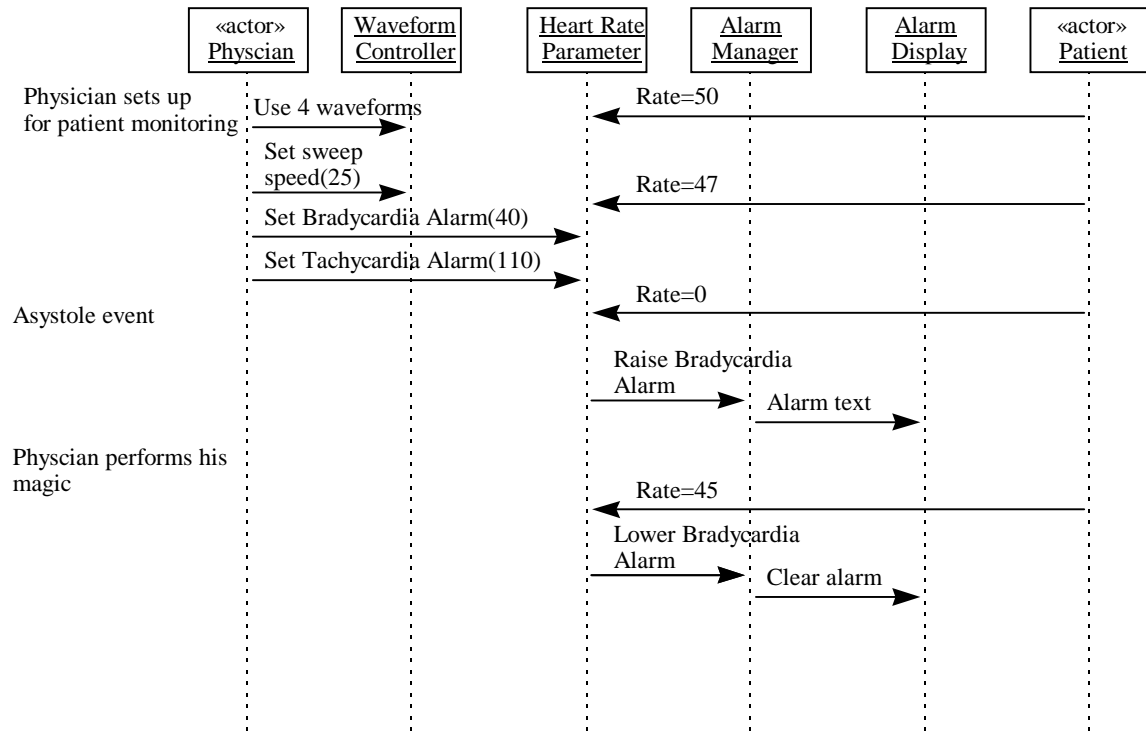 «actor»
Physcian
Waveform
Controller
Heart Rate
Parameter
Alarm
Manager
Alarm
Display
«actor»
Patient
Physician sets up
for patient monitoring
Use 4 waveforms
Rate=50
Set sweep
speed(25)
Rate=47
Set Bradycardia Alarm(40)
Set Tachycardia Alarm(110)
Asystole event
Rate=0
Raise Bradycardia
Alarm
Alarm text
Physcian performs his
magic
Rate=45
Lower Bradycardia
Alarm
Clear alarm